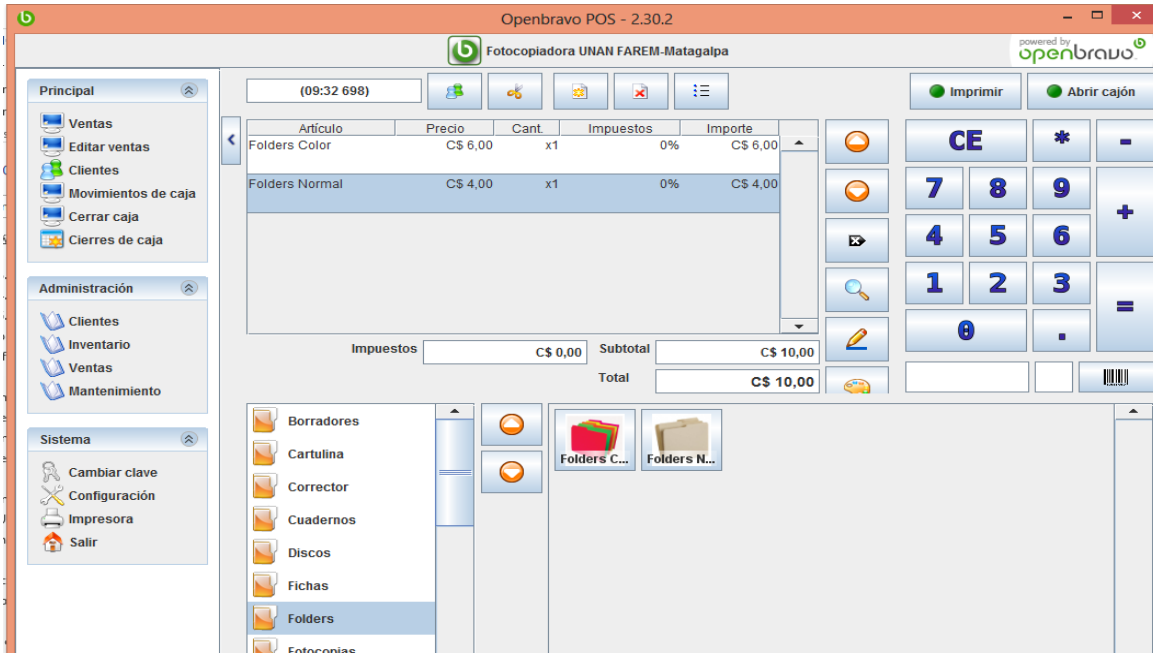 Openbravo POS - 2.30.2
Fotocopiadora UNAN FAREM-Matagalpa
powered by
openbravo
Principal
Ventas
Editar ventas
Clientes
Movimientos de caja
Cerrar caja
Cierres de caja
Administración
Clientes
Inventario
Ventas
Mantenimiento
Sistema
Cambiar clave
Configuración
Impresora
Salir
(09:32 698)
Imprimir
Abrir cajón
Artículo Precio Cant. Impuestos Importe
Folders Color C$ 6,00 x1 0% C$ 6,00
Folders Normal C$ 4,00 x1 0% C$ 4,00
Impuestos C$ 0,00 Subtotal C$ 10,00
Total C$ 10,00
CE * -
7 8 9 +
4 5 6
1 2 3 =
0 .
Borradores
Cartulina
Corrector
Cuadernos
Discos
Fichas
Folders
Fotocopias
Folders C...
Folders N...